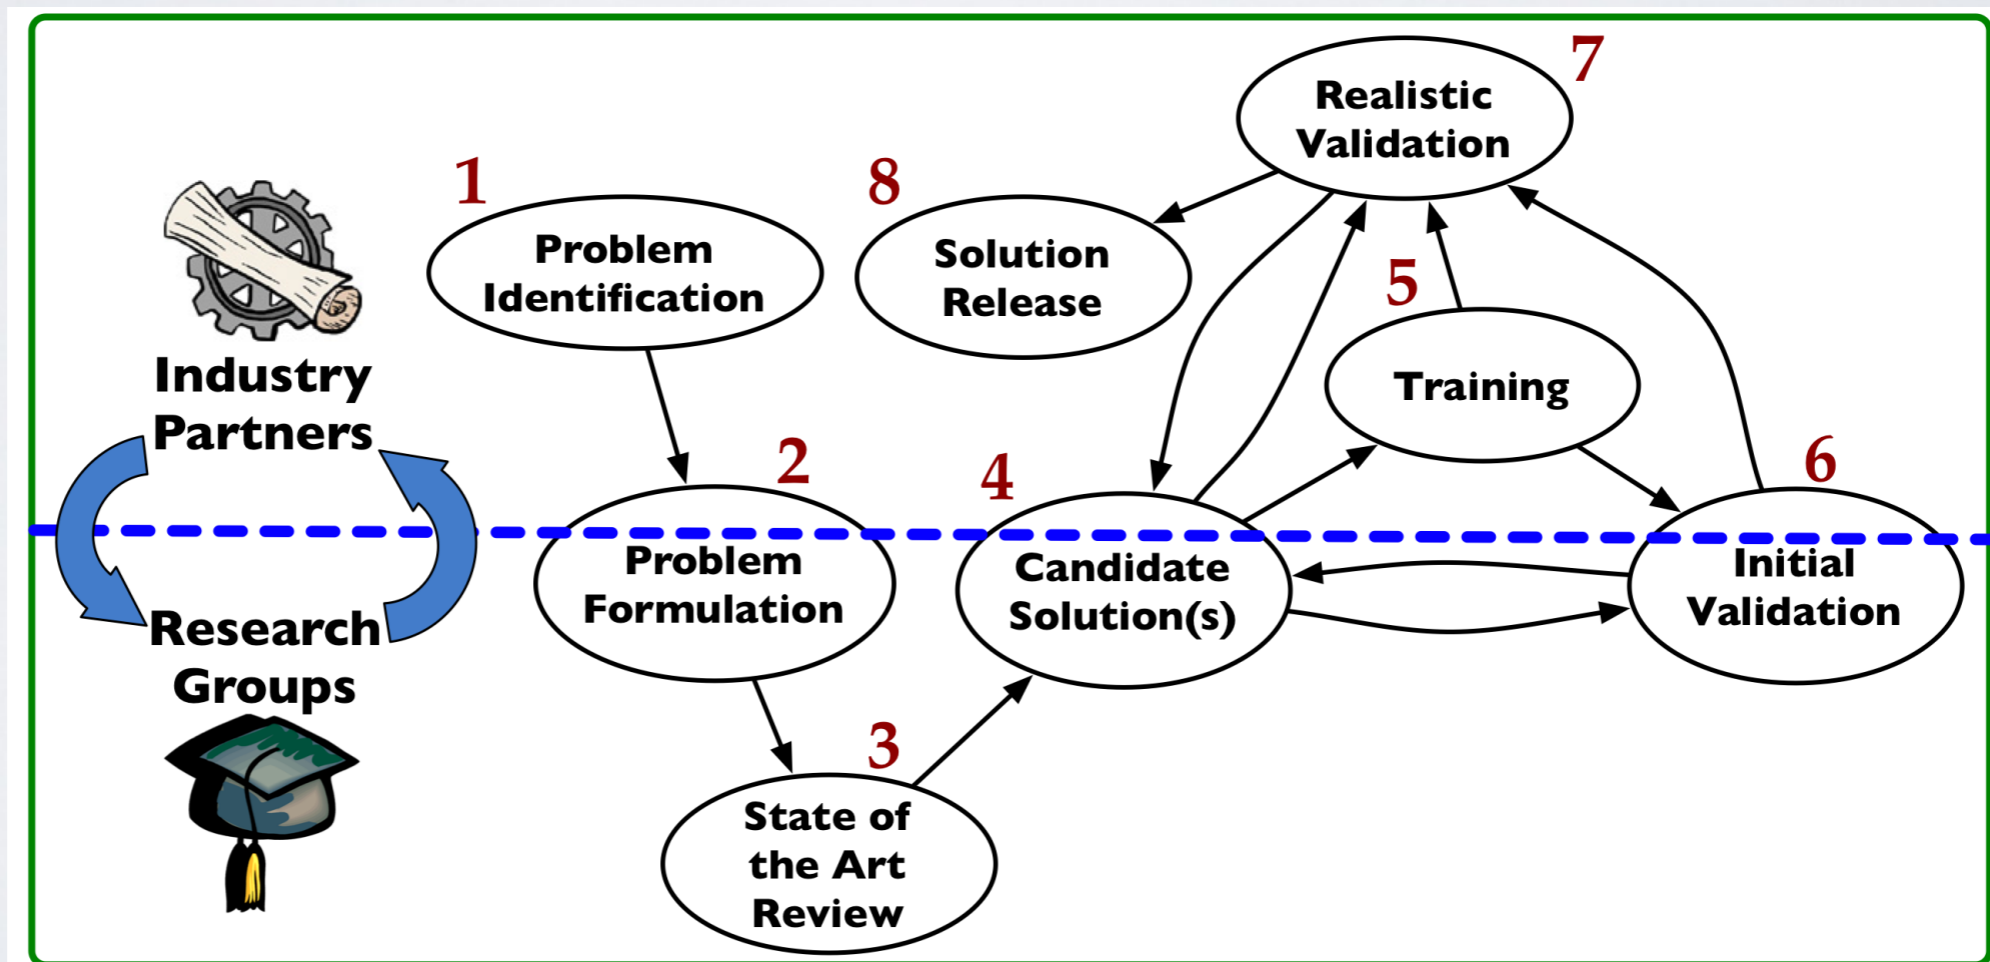 7
Realistic
Validation
1
8
Problem
Identification
Solution
Release
5
Industry
Partners
Training
2
4
6
Problem
Formulation
Candidate
Solution(s)
Initial
Validation
Research
Groups
3
State of
the Art
Review